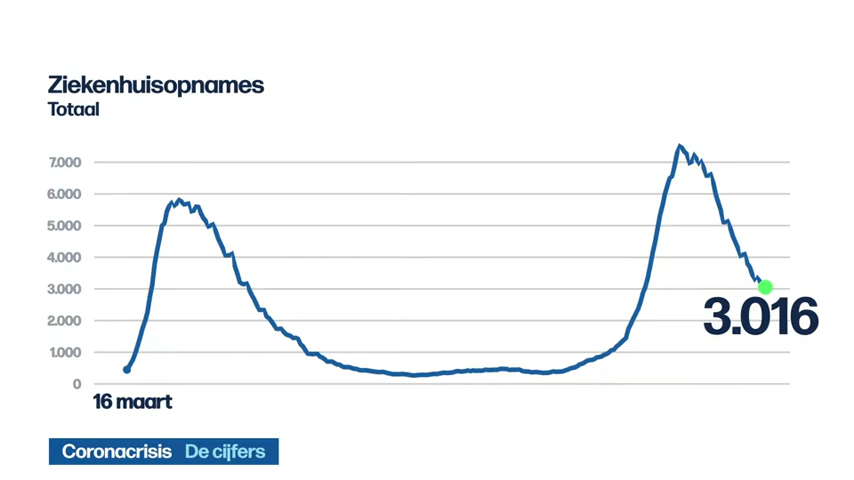 Ziekenhuisopnames
Totaal
7.000
6.000
5.000
4.000
3.000
2.000
1.000
0
3.016
16 maart
Coronacrisis De cijfers